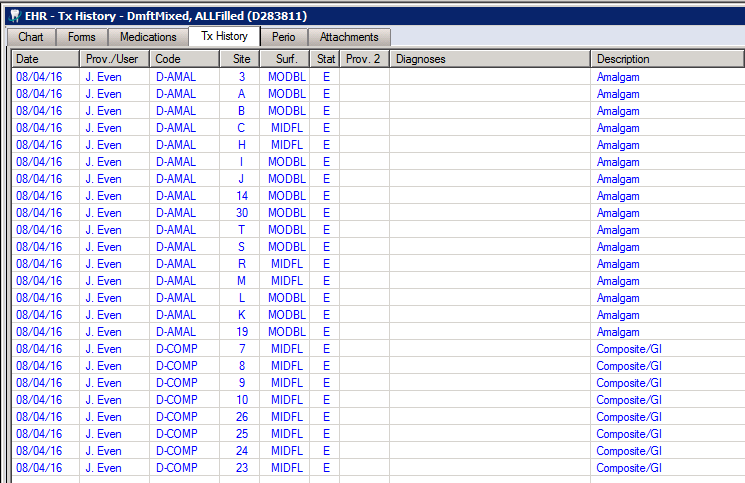 EHR - Tx History - DmftMixed, ALLFilled (D283811)
Chart Forms Medications Tx History Perio Attachments
Date Prov./User Code Site Surf. Stat Prov. 2 Diagnoses Description
08/04/16 J. Even D-AMAL 3 MODBL E Amalgam
08/04/16 J. Even D-AMAL A MODBL E Amalgam
08/04/16 J. Even D-AMAL B MODBL E Amalgam
08/04/16 J. Even D-AMAL C MIDFL E Amalgam
08/04/16 J. Even D-AMAL H MIDFL E Amalgam
08/04/16 J. Even D-AMAL I MODBL E Amalgam
08/04/16 J. Even D-AMAL J MODBL E Amalgam
08/04/16 J. Even D-AMAL 14 MODBL E Amalgam
08/04/16 J. Even D-AMAL 30 MODBL E Amalgam
08/04/16 J. Even D-AMAL T MODBL E Amalgam
08/04/16 J. Even D-AMAL S MODBL E Amalgam
08/04/16 J. Even D-AMAL R MIDFL E Amalgam
08/04/16 J. Even D-AMAL M MIDFL E Amalgam
08/04/16 J. Even D-AMAL L MODBL E Amalgam
08/04/16 J. Even D-AMAL K MODBL E Amalgam
08/04/16 J. Even D-AMAL 19 MODBL E Amalgam
08/04/16 J. Even D-COMP 7 MIDFL E Composite/GI
08/04/16 J. Even D-COMP 8 MIDFL E Composite/GI
08/04/16 J. Even D-COMP 9 MIDFL E Composite/GI
08/04/16 J. Even D-COMP 10 MIDFL E Composite/GI
08/04/16 J. Even D-COMP 26 MIDFL E Composite/GI
08/04/16 J. Even D-COMP 25 MIDFL E Composite/GI
08/04/16 J. Even D-COMP 24 MIDFL E Composite/GI
08/04/16 J. Even D-COMP 23 MIDFL E Composite/GI